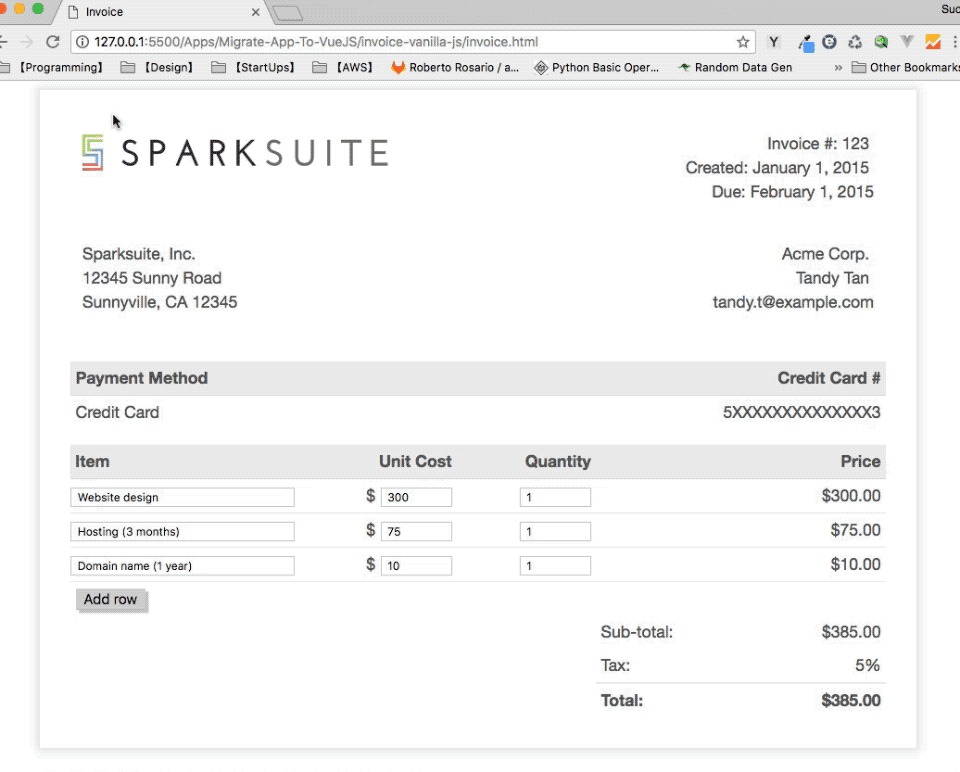 Invoice
127.0.0.1:5500/Apps/Migrate-App-To-VueJS/invoice-vanilla-js/invoice.html
【Programming】 【Design】 【StartUps】 【AWS】 Roberto Rosario / a... Python Basic Oper... Random Data Gen » Other Bookmarks
SPARKSUITE
Invoice #: 123
Created: January 1, 2015
Due: February 1, 2015
Sparksuite, Inc.
12345 Sunny Road
Sunnyville, CA 12345
Acme Corp.
Tandy Tan
tandy.t@example.com
Payment Method Credit Card #
Credit Card 5XXXXXXXXXXXXXX3
Item Unit Cost Quantity Price
Website design $ 300 1 $300.00
Hosting (3 months) $ 75 1 $75.00
Domain name (1 year) $ 10 1 $10.00
Add row
Sub-total: $385.00
Tax: 5%
Total: $385.00